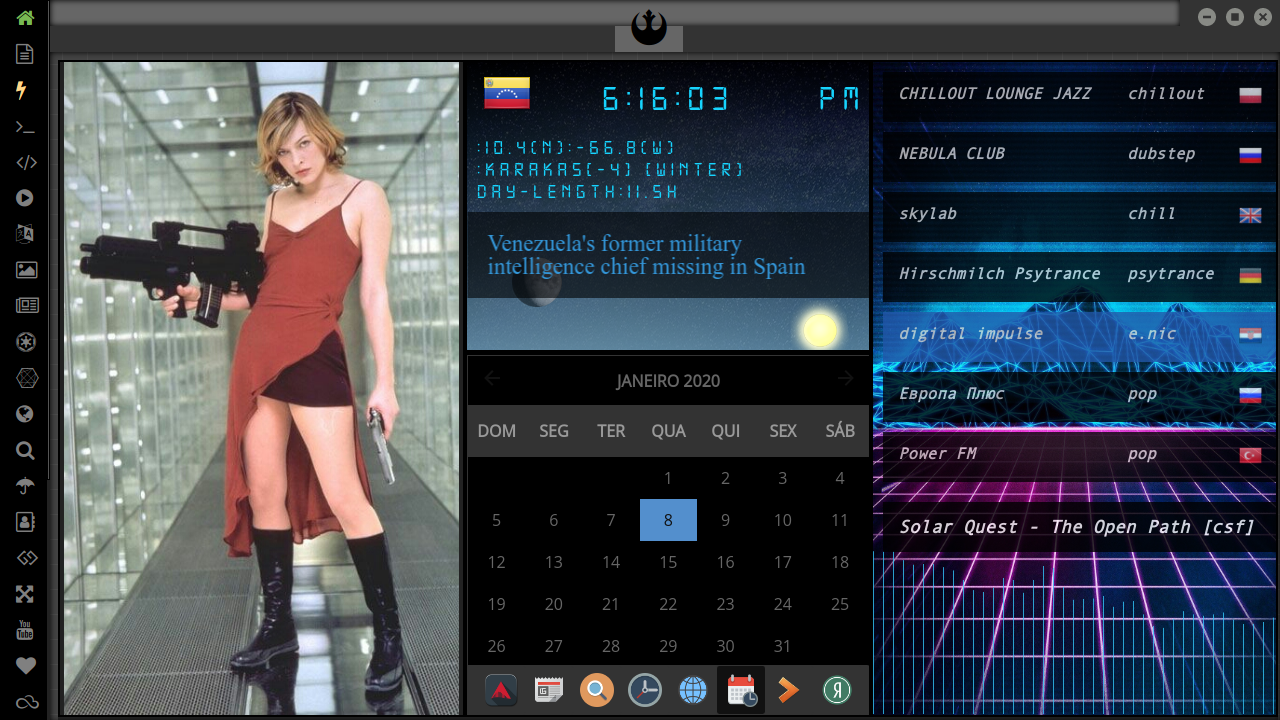 6:16:03 PM
:10.4(N):-66.8(W)
:KARAKAS(-4) (WINTER)
DAY-LENGTH:11.5H
Venezuela's former military
intelligence chief missing in Spain
JANEIRO 2020
DOM SEG TER QUA QUI SEX SÁB
1 2 3 4
5 6 7 8 9 10 11
12 13 14 15 16 17 18
19 20 21 22 23 24 25
26 27 28 29 30 31
CHILLOUT LOUNGE JAZZ chillout
NEBULA CLUB dubstep
skylab chill
Hirschmilch Psytrance psytrance
digital impulse e.nic
Европа Плюс pop
Power FM pop
Solar Quest - The Open Path [csf]
You
Tube
Я